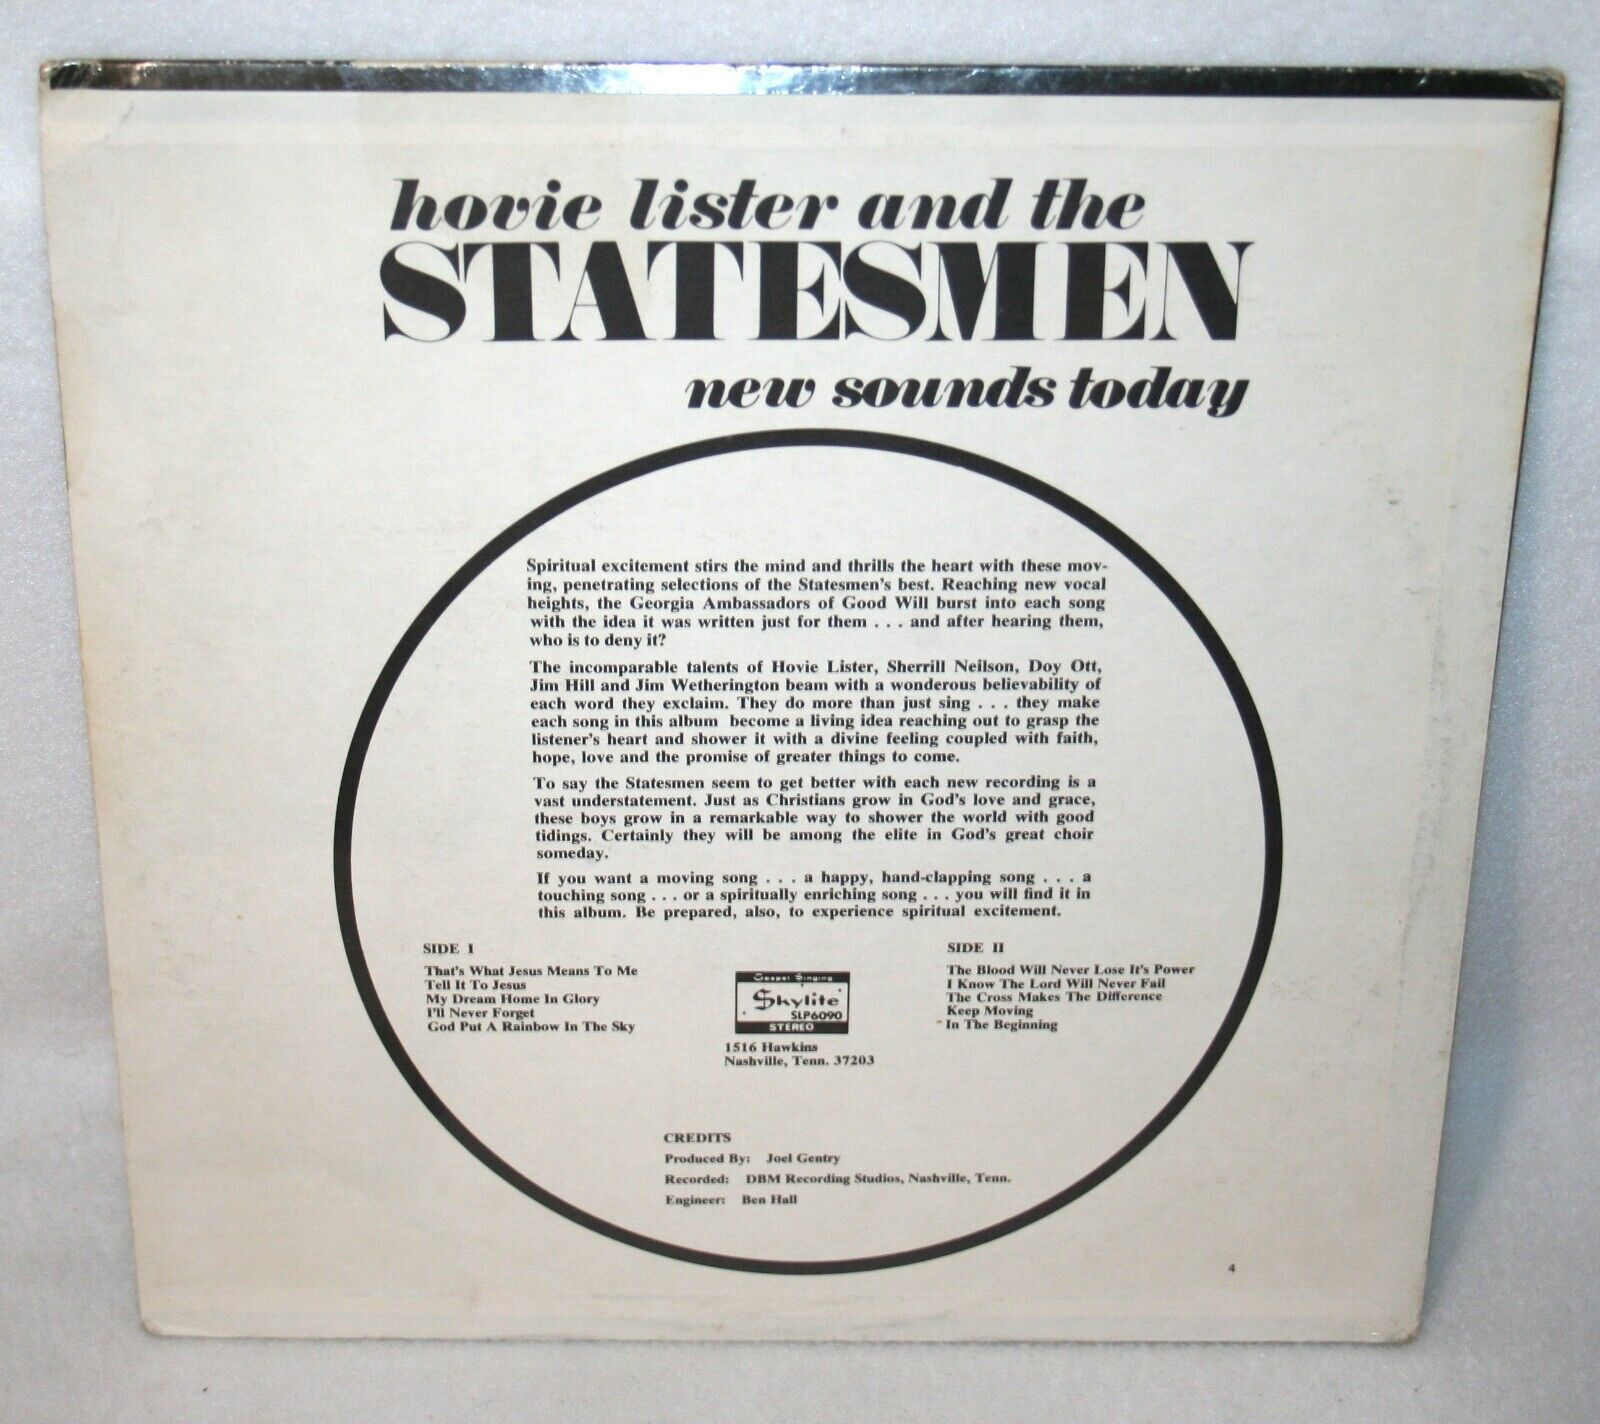 hovie lister and the
STATESMEN
new sounds today
Spiritual excitement stirs the mind and thrills the heart with these mov-
ing, penetrating selections of the Statesmen's best. Reaching new vocal
heights, the Georgia Ambassadors of Good Will burst into each song
with the idea it was written just for them . . . and after hearing them,
who is to deny it?
The incomparable talents of Hovie Lister, Sherrill Neilson, Doy Ott,
Jim Hill and Jim Wetherington beam with a wonderous believability of
each word they exclaim. They do more than just sing . . . they make
each song in this album become a living idea reaching out to grasp the
listener's heart and shower it with a divine feeling coupled with faith,
hope, love and the promise of greater things to come.
To say the Statesmen seem to get better with each new recording is a
vast understatement. Just as Christians grow in God's love and grace,
these boys grow in a remarkable way to shower the world with good
tidings. Certainly they will be among the elite in God's great choir
someday.
If you want a moving song . . . a happy, hand-clapping song . . . a
touching song . . . or a spiritually enriching song . . . you will find it in
this album. Be prepared, also, to experience spiritual excitement.
SIDE I
That's What Jesus Means To Me
Tell It To Jesus
My Dream Home In Glory
I'll Never Forget
God Put A Rainbow In The Sky
Gospel Singing
Skylite
SLP6090
STEREO
1516 Hawkins
Nashville, Tenn. 37203
SIDE II
The Blood Will Never Lose It's Power
I Know The Lord Will Never Fail
The Cross Makes The Difference
Keep Moving
In The Beginning
CREDITS
Produced By: Joel Gentry
Recorded: DBM Recording Studios, Nashville, Tenn.
Engineer: Ben Hall
4